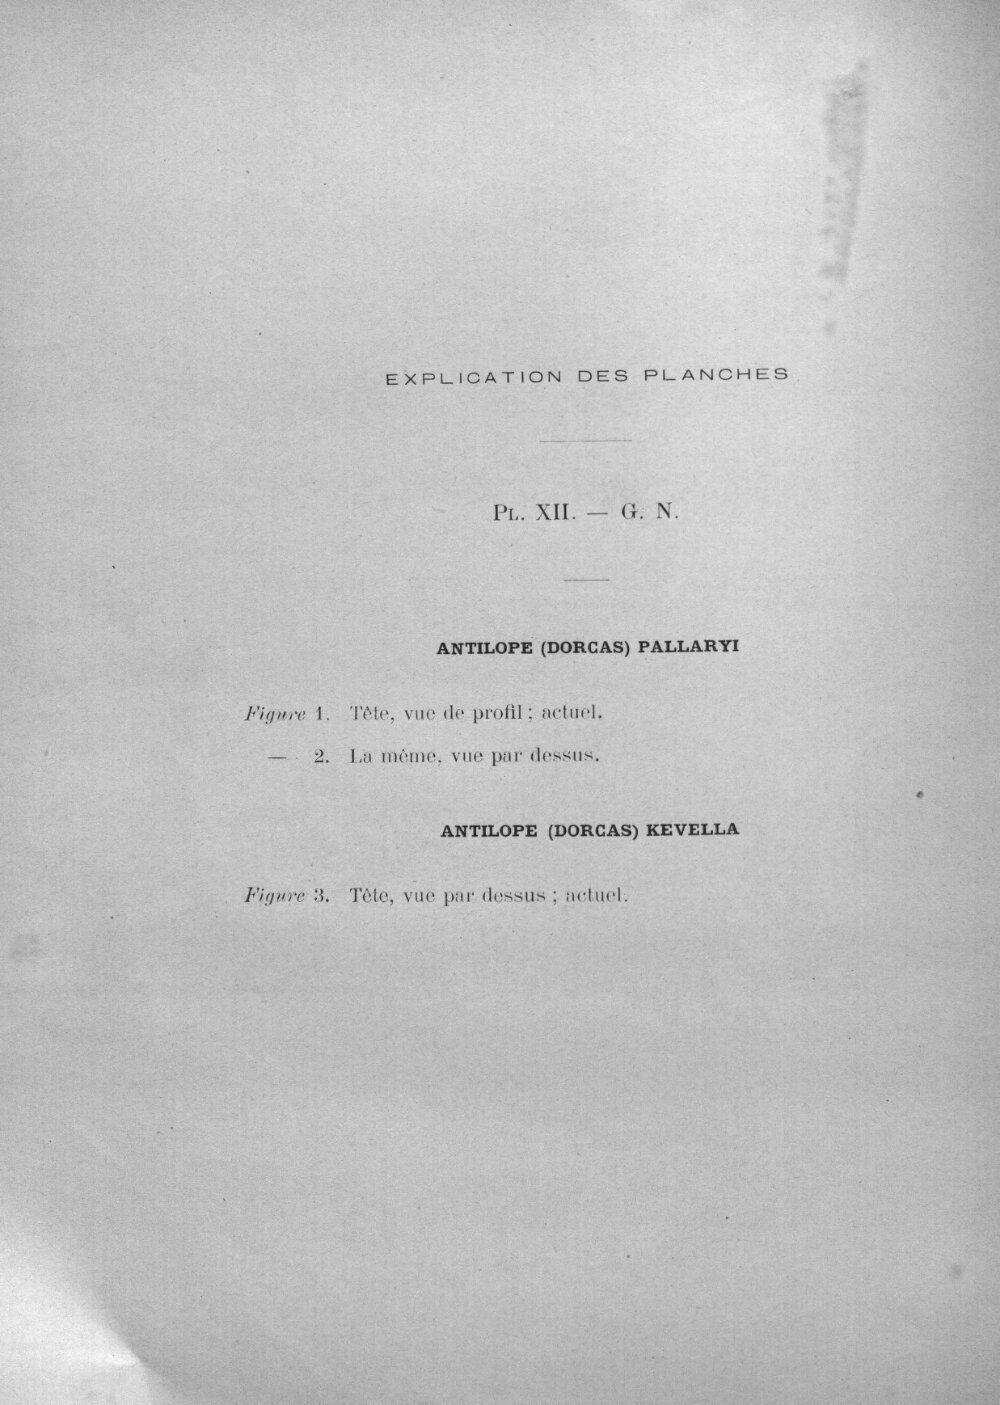 EXPLICATION DES PLANCHES
PL. XII. — G. N.
ANTILOPE (DORCAS) PALLARYI
Figure 1. Tête, vue de profil ; actuel.
— 2. La même, vue par dessus.
ANTILOPE (DORCAS) KEVELLA
Figure 3. Tête, vue par dessus ; actuel.